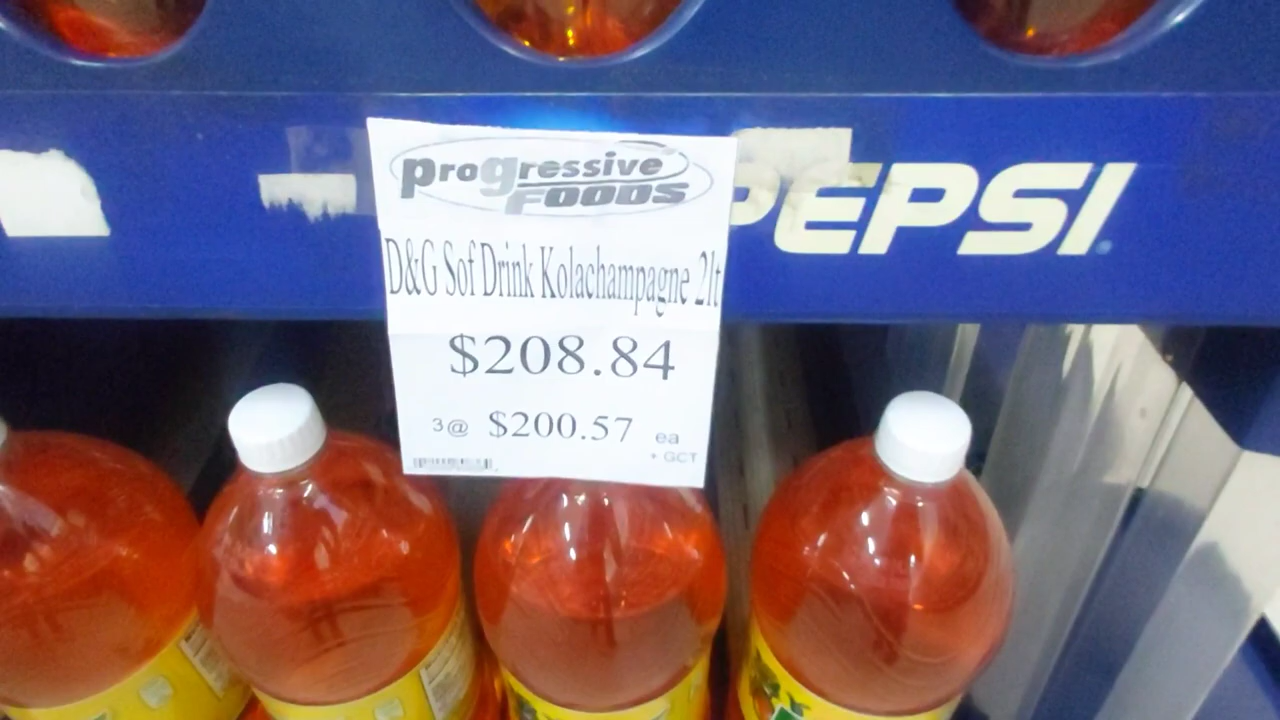 progressive
FOODS
PEPSI
D&G Sof Drink Kolachampagne 2lt
$208.84
3@ $200.57 ea
+ GCT